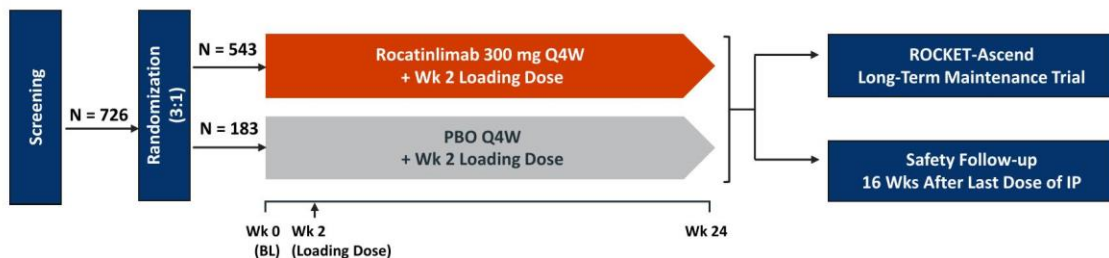 Screening
N = 726
Randomization
(3:1)
N = 543
N = 183
Rocatinlimab 300 mg Q4W
+ Wk 2 Loading Dose
PBO Q4W
+ Wk 2 Loading Dose
Wk 0
(BL)
Wk 2
(Loading Dose)
Wk 24
ROCKET-Ascend
Long-Term Maintenance Trial
Safety Follow-up
16 Wks After Last Dose of IP